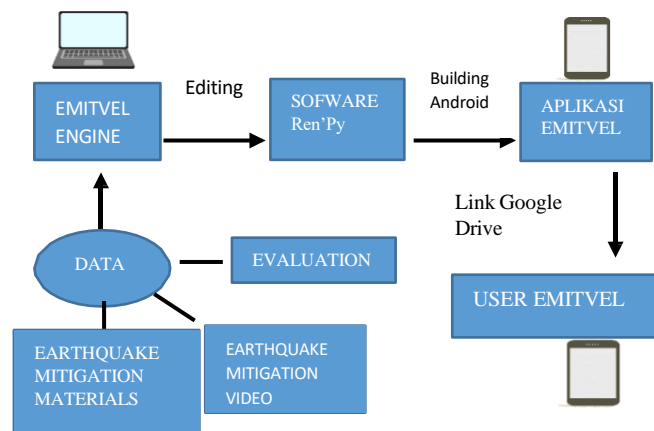 EMITVEL
ENGINE
Editing
SOFWARE
Ren'Py
Building
Android
APLIKASI
EMITVEL
Link Google
Drive
DATA
EVALUATION
USER EMITVEL
EARTHQUAKE
MITIGATION
MATERIALS
EARTHQUAKE
MITIGATION
VIDEO